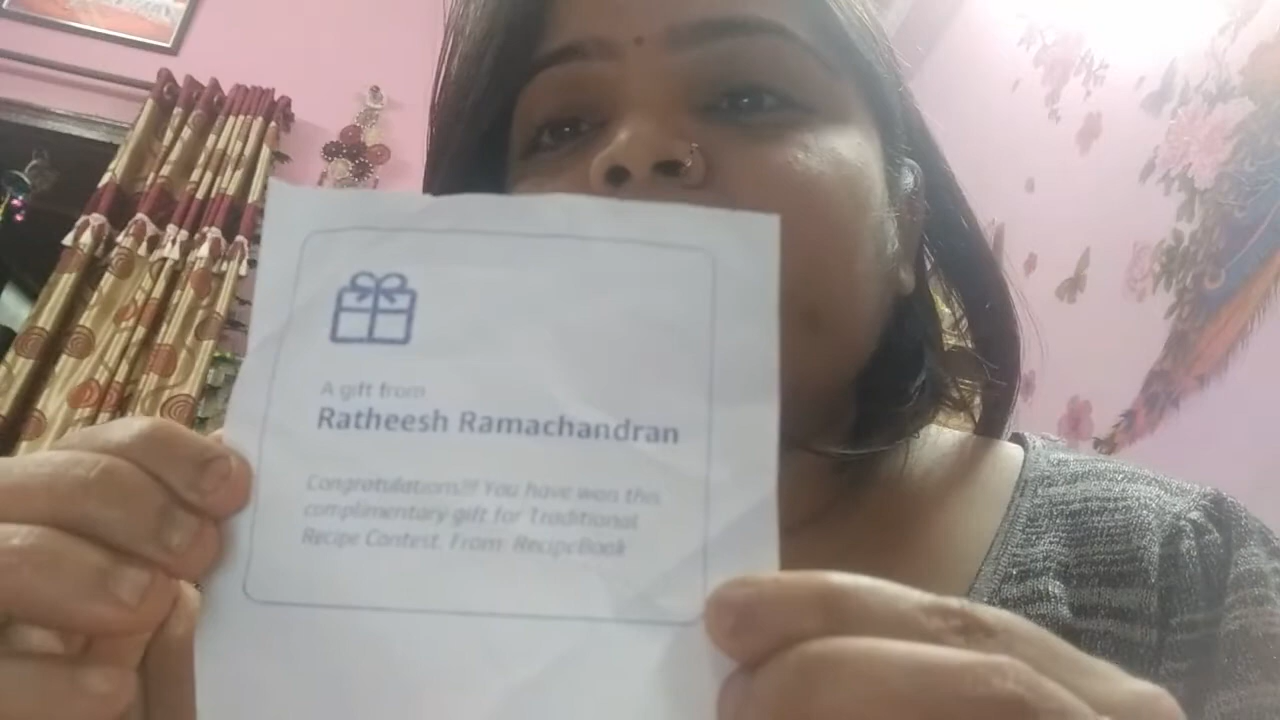 A gift from
Ratheesh Ramachandran
Congratulations!!! You have won this
complimentary gift for Traditional
Recipe Contest. From RecipeBook